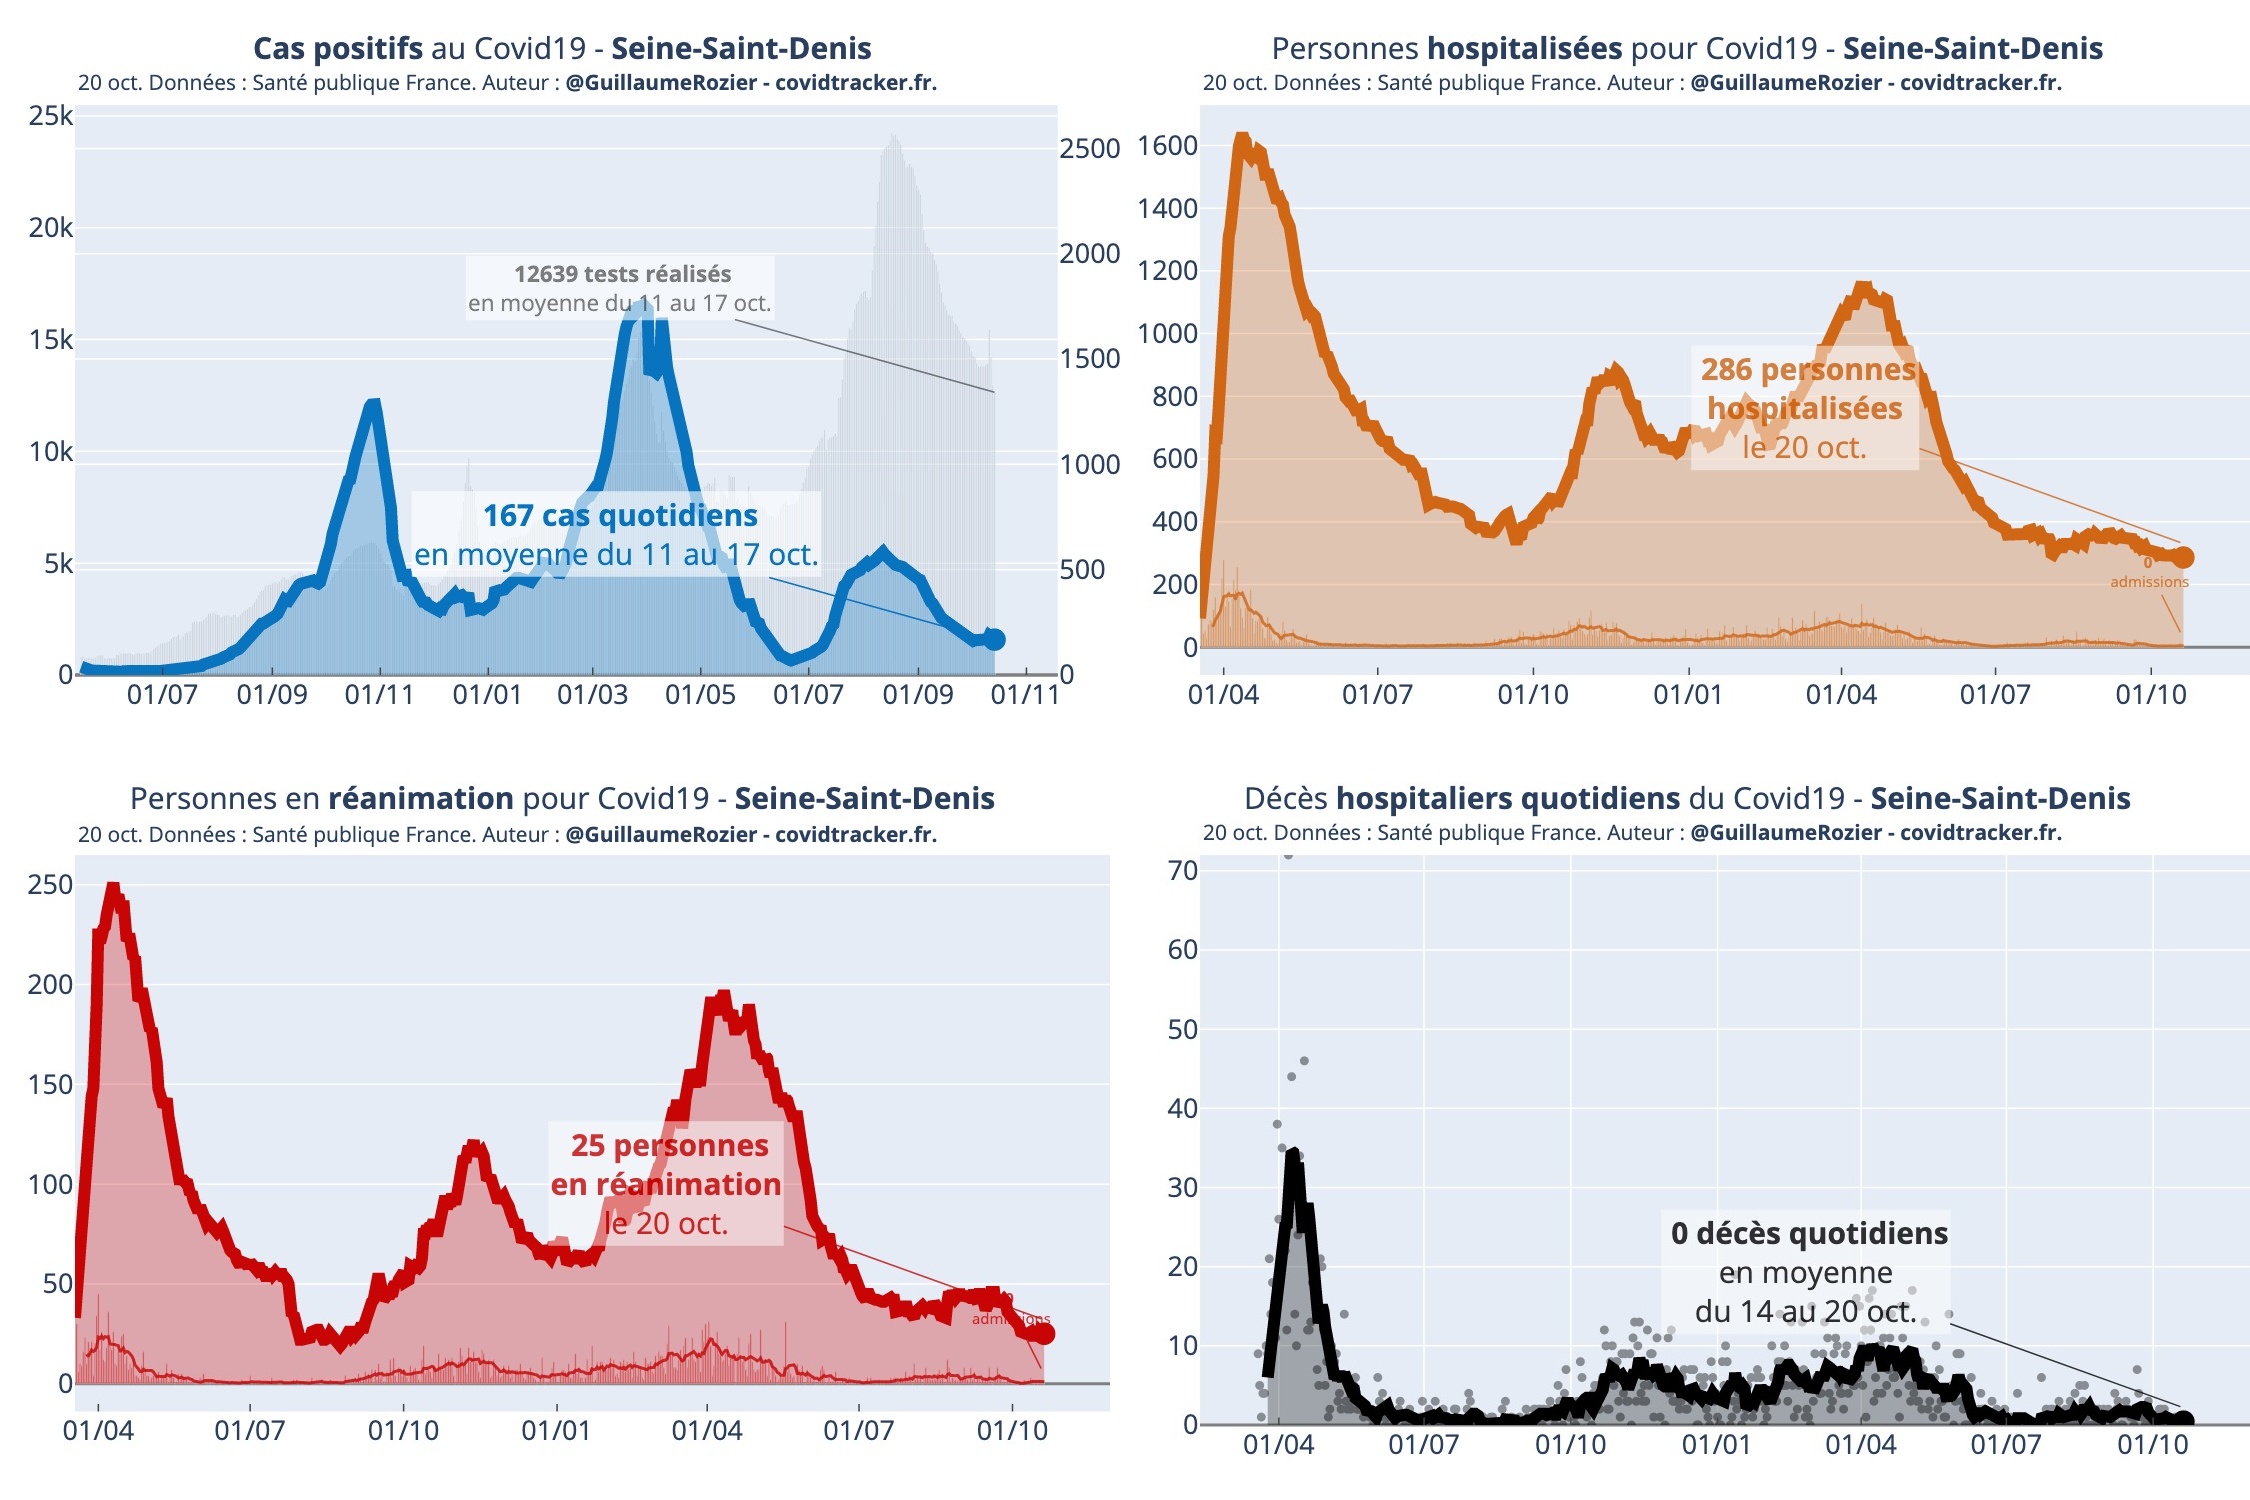 Cas positifs au Covid19 - Seine-Saint-Denis
20 oct. Données : Santé publique France. Auteur : @GuillaumeRozier - covidtracker.fr.
25k
20k
15k
10k
5k
0
2500
2000
1500
1000
500
0
12639 tests réalisés
en moyenne du 11 au 17 oct.
167 cas quotidiens
en moyenne du 11 au 17 oct.
01/07 01/09 01/11 01/01 01/03 01/05 01/07 01/09 01/11
Personnes hospitalisées pour Covid19 - Seine-Saint-Denis
20 oct. Données : Santé publique France. Auteur : @GuillaumeRozier - covidtracker.fr.
1600
1400
1200
1000
800
600
400
200
0
286 personnes
hospitalisées
le 20 oct.
0
admissions
01/04 01/07 01/10 01/01 01/04 01/07 01/10
Personnes en réanimation pour Covid19 - Seine-Saint-Denis
20 oct. Données : Santé publique France. Auteur : @GuillaumeRozier - covidtracker.fr.
250
200
150
100
50
0
25 personnes
en réanimation
le 20 oct.
0
admissions
01/04 01/07 01/10 01/01 01/04 01/07 01/10
Décès hospitaliers quotidiens du Covid19 - Seine-Saint-Denis
20 oct. Données : Santé publique France. Auteur : @GuillaumeRozier - covidtracker.fr.
70
60
50
40
30
20
10
0
0 décès quotidiens
en moyenne
du 14 au 20 oct.
01/04 01/07 01/10 01/01 01/04 01/07 01/10